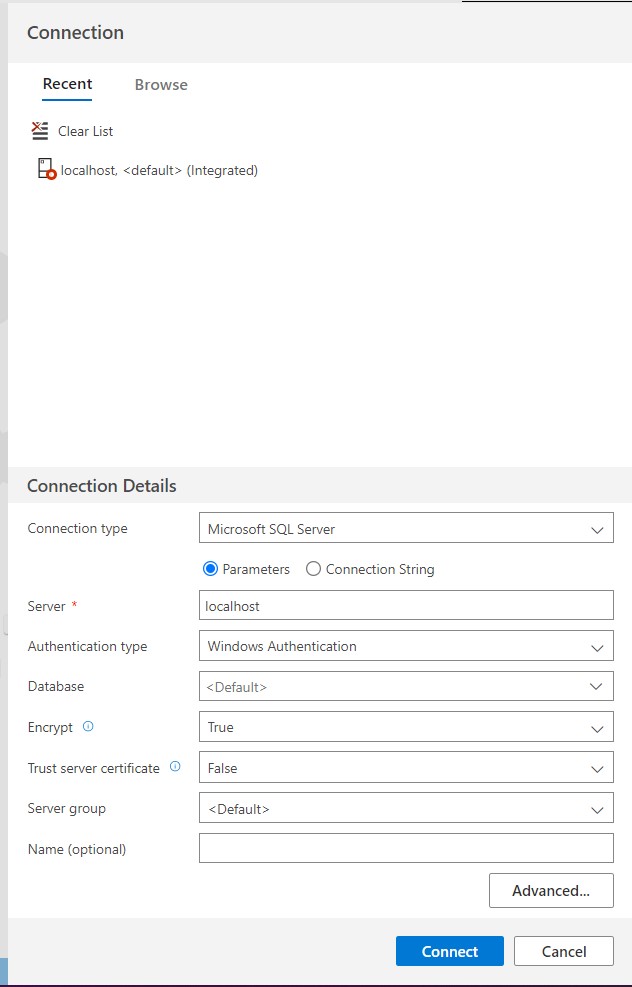 Connection
Recent Browse
Clear List
localhost, <default> (Integrated)
Connection Details
Connection type Microsoft SQL Server
Parameters Connection String
Server * localhost
Authentication type Windows Authentication
Database <Default>
Encrypt True
Trust server certificate False
Server group <Default>
Name (optional)
Advanced...
Connect Cancel